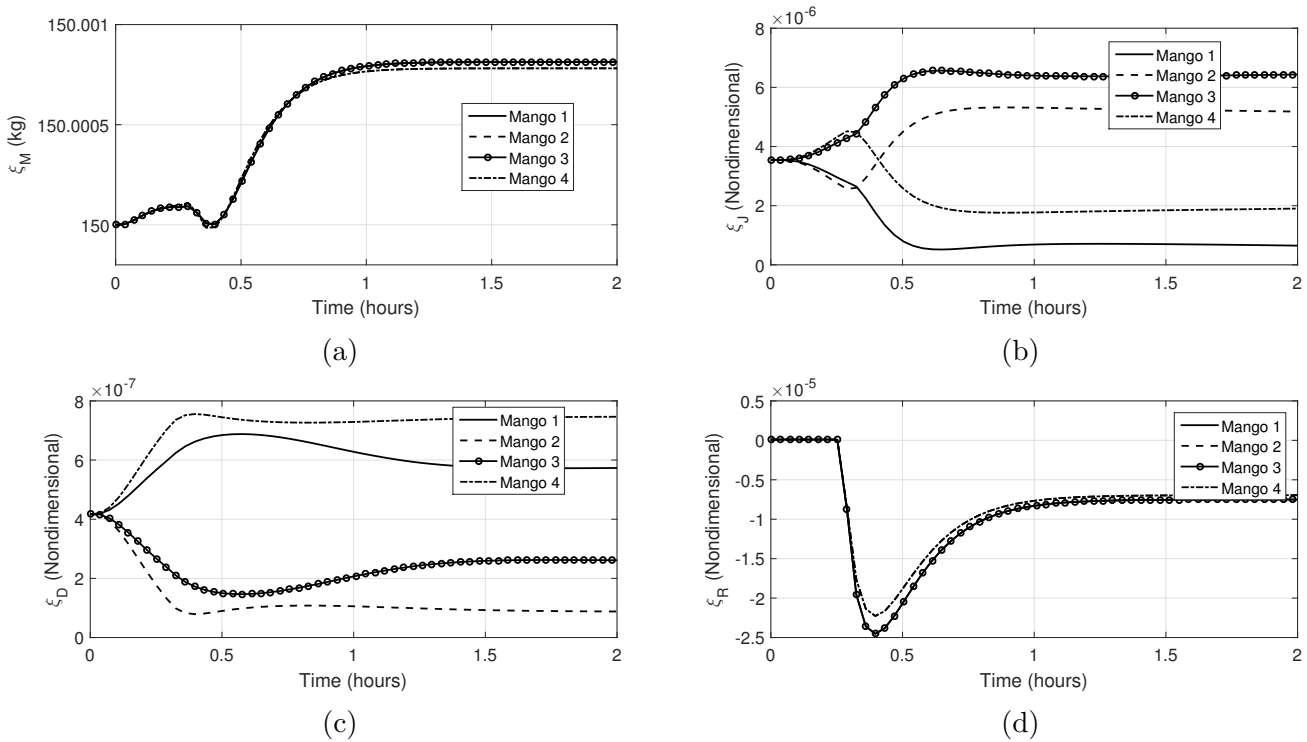 150.001
150.0005
150
ξ_M (kg)
Mango 1
Mango 2
Mango 3
Mango 4
0 0.5 1 1.5 2
Time (hours)
(a)
×10^-6
8
6
4
2
0
ξ_J (Nondimensional)
Mango 1
Mango 2
Mango 3
Mango 4
0 0.5 1 1.5 2
Time (hours)
(b)
×10^-7
8
6
4
2
0
ξ_D (Nondimensional)
Mango 1
Mango 2
Mango 3
Mango 4
0 0.5 1 1.5 2
Time (hours)
(c)
×10^-5
0.5
0
-0.5
-1
-1.5
-2
-2.5
ξ_R (Nondimensional)
Mango 1
Mango 2
Mango 3
Mango 4
0 0.5 1 1.5 2
Time (hours)
(d)